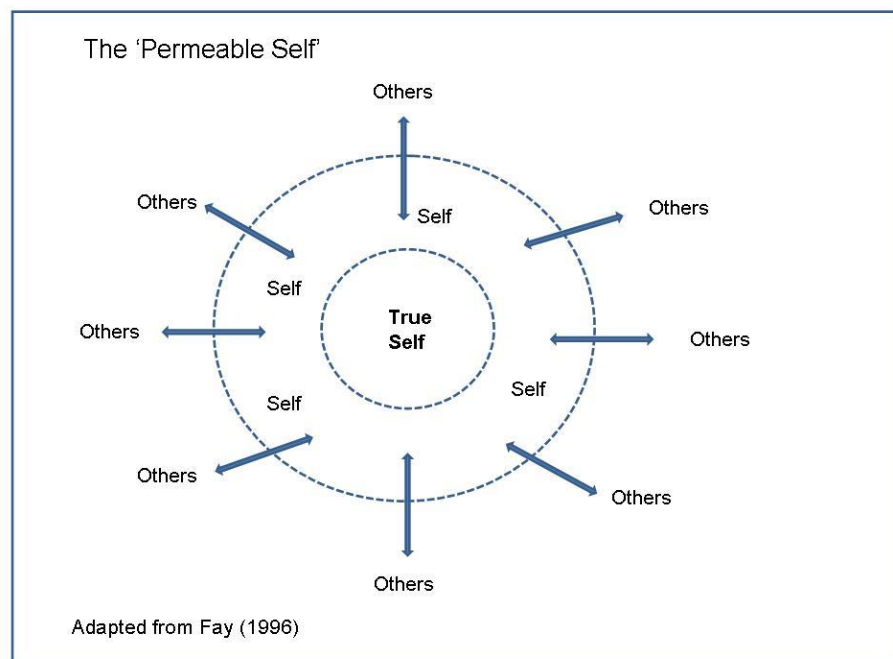 The 'Permeable Self'
Others
Others
Others
Self
Self
True
Self
Others
Others
Self
Self
Others
Others
Others
Adapted from Fay (1996)